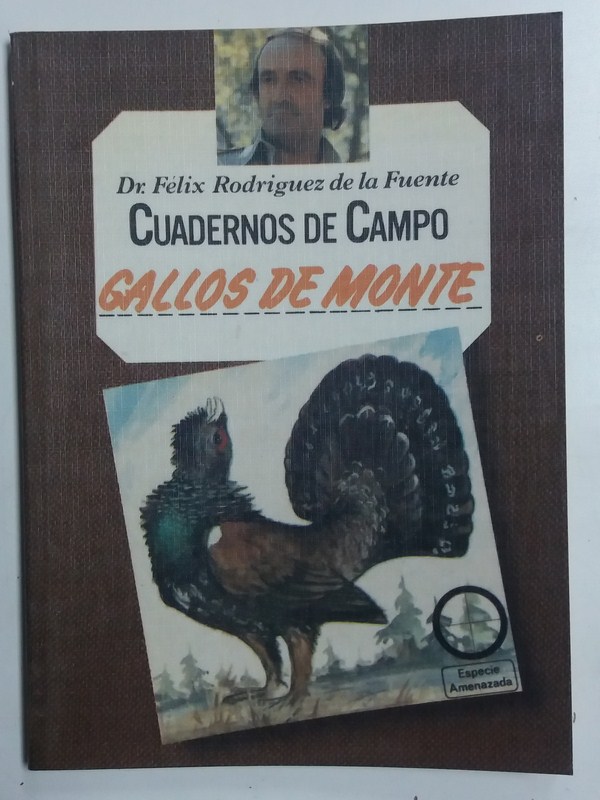 Dr. Félix Rodriguez de la Fuente
CUADERNOS DE CAMPO
GALLOS DE MONTE
Especie
Amenazada